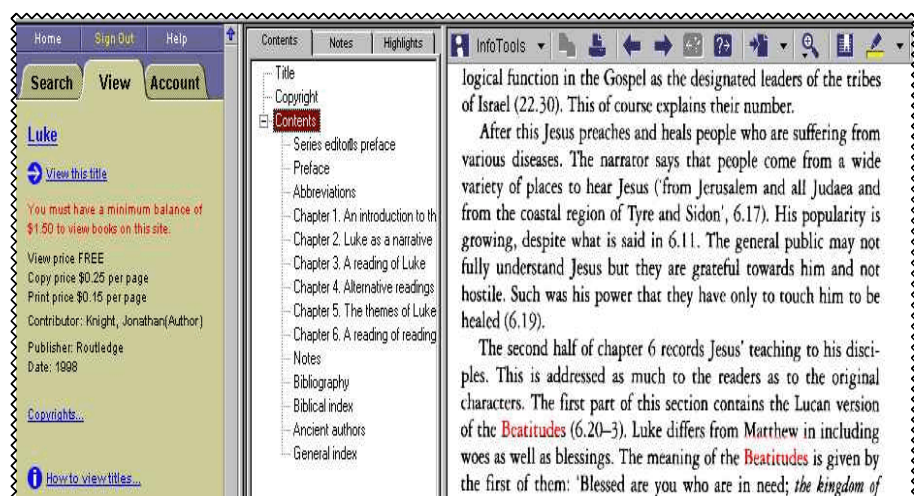 Home Sign Out Help
Search View Account
Luke
View this title
You must have a minimum balance of
$1.50 to view books on this site.
View price FREE
Copy price $0.25 per page
Print price $0.15 per page
Contributor: Knight, Jonathan(Author)
Publisher: Routledge
Date: 1998
Copyrights...
How to view titles...
Contents Notes Highlights
Title
Copyright
Contents
Series editor's preface
Preface
Abbreviations
Chapter 1. An introduction to th
Chapter 2. Luke as a narrative
Chapter 3. A reading of Luke
Chapter 4. Alternative readings
Chapter 5. The themes of Luke
Chapter 6. A reading of reading
Notes
Bibliography
Biblical index
Ancient authors
General index
InfoTools
logical function in the Gospel as the designated leaders of the tribes
of Israel (22.30). This of course explains their number.
After this Jesus preaches and heals people who are suffering from
various diseases. The narrator says that people come from a wide
variety of places to hear Jesus ('from Jerusalem and all Judaea and
from the coastal region of Tyre and Sidon', 6.17). His popularity is
growing, despite what is said in 6.11. The general public may not
fully understand Jesus but they are grateful towards him and not
hostile. Such was his power that they have only to touch him to be
healed (6.19).
The second half of chapter 6 records Jesus' teaching to his disci-
ples. This is addressed as much to the readers as to the original
characters. The first part of this section contains the Lucan version
of the Beatitudes (6.20–3). Luke differs from Matthew in including
woes as well as blessings. The meaning of the Beatitudes is given by
the first of them: 'Blessed are you who are in need; the kingdom of